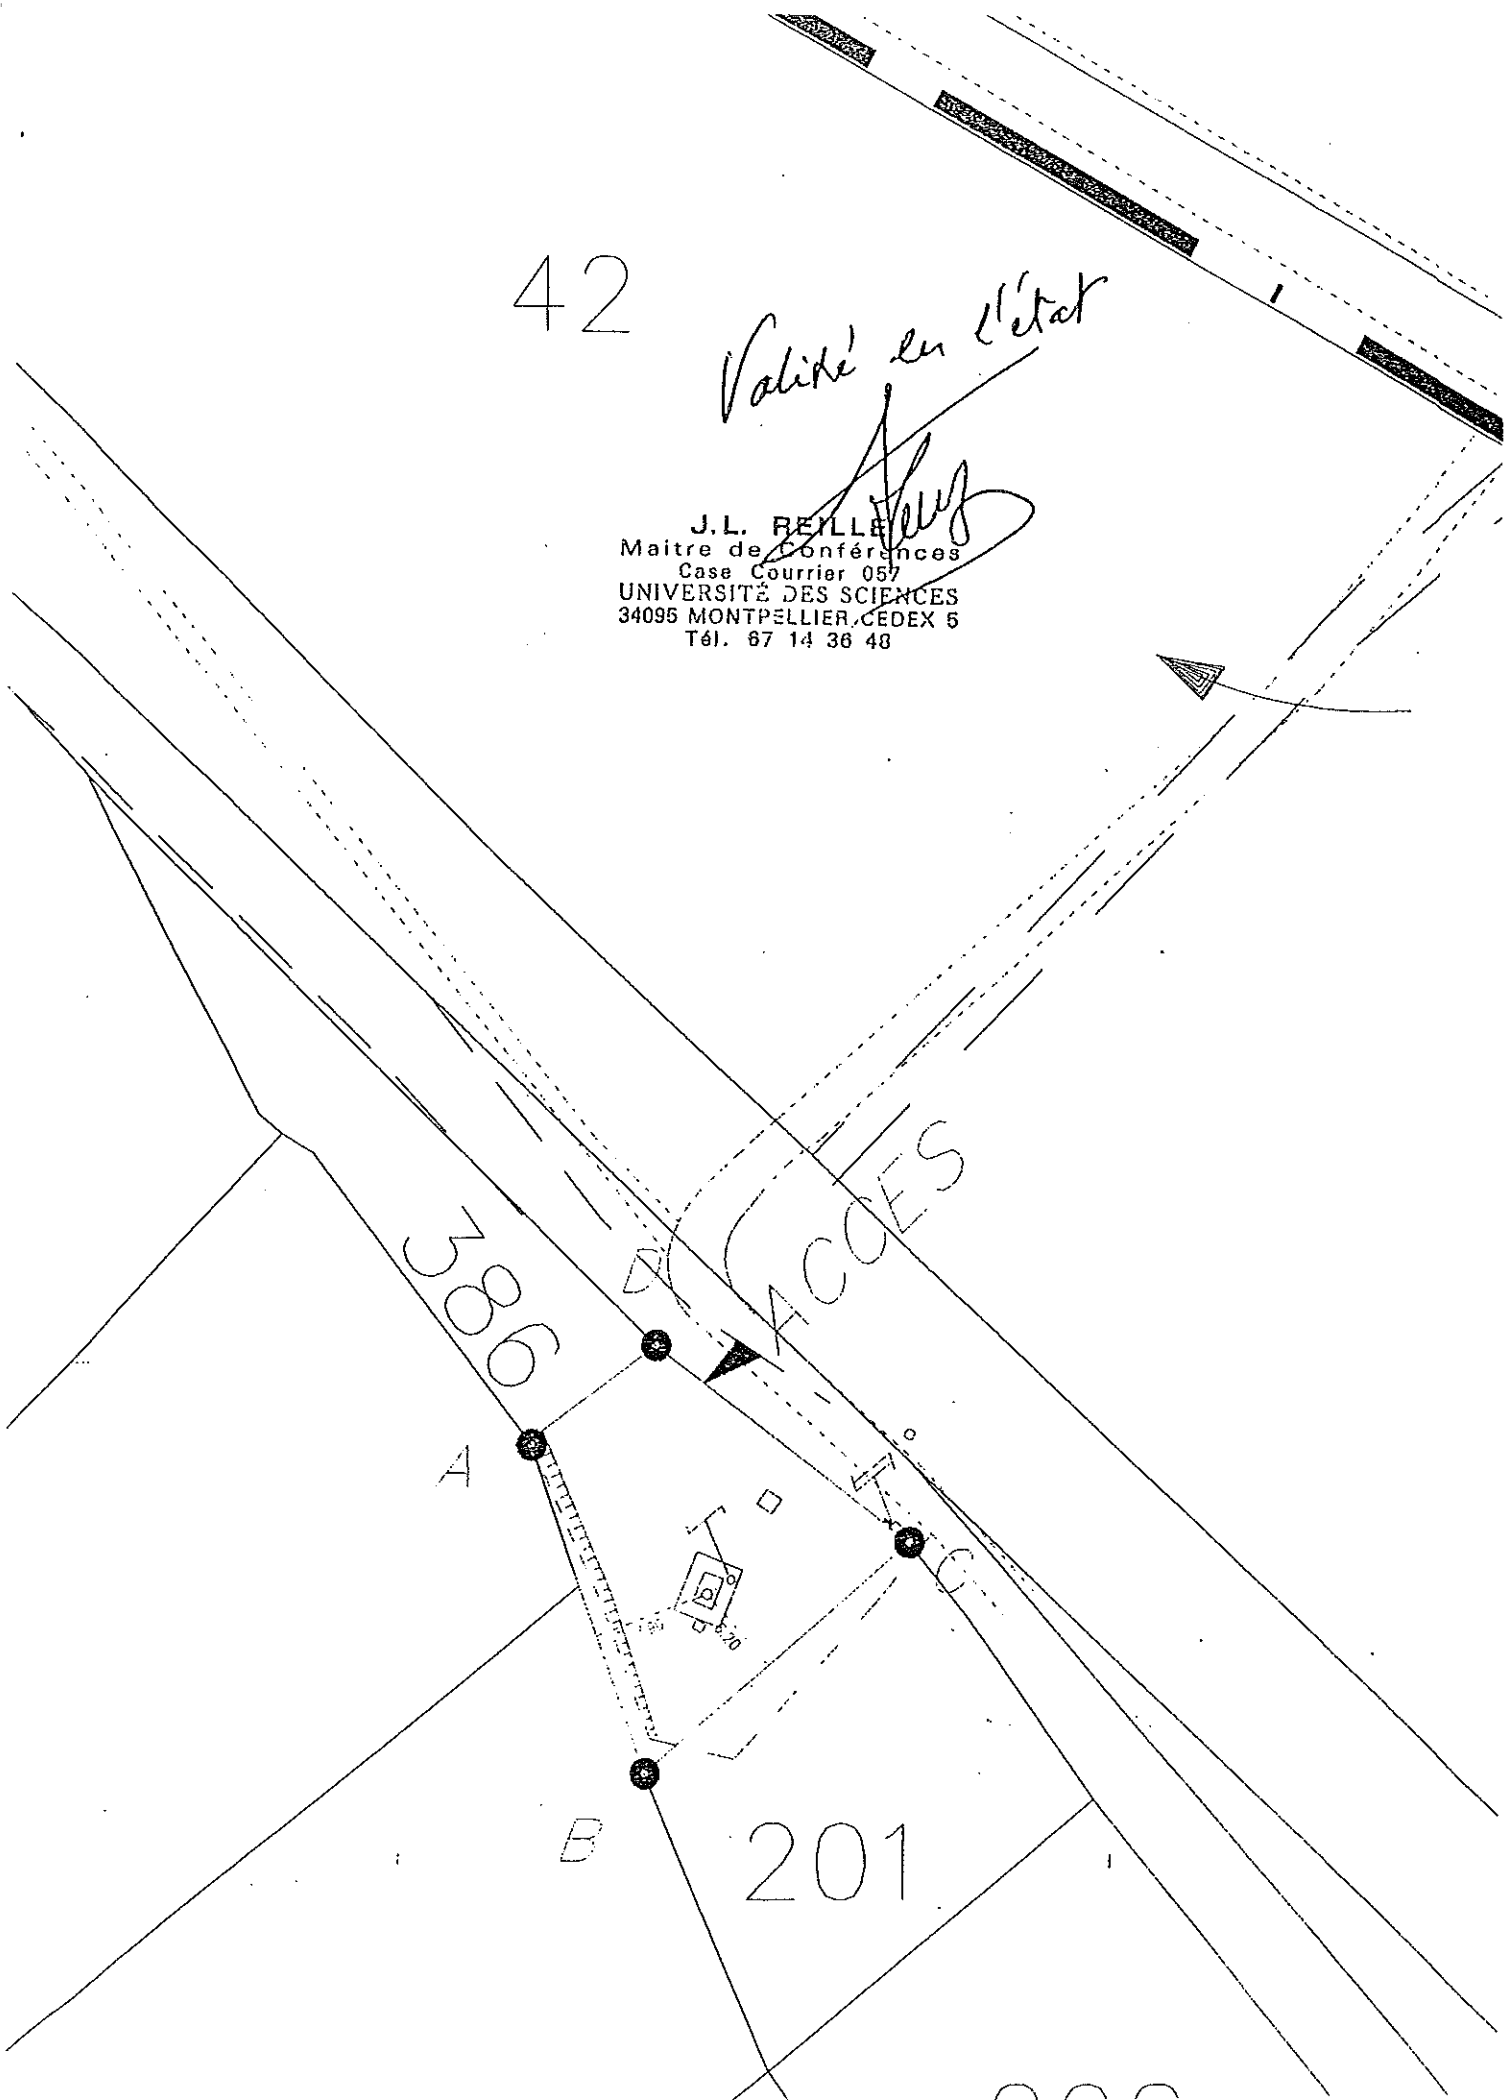 42
Validé en l'état
J.L. REILLE
Maitre de Conférences
Case Courrier 057
UNIVERSITÉ DES SCIENCES
34095 MONTPELLIER CEDEX 5
Tél. 67 14 36 48
386
D
ACCES
A
C
B
201